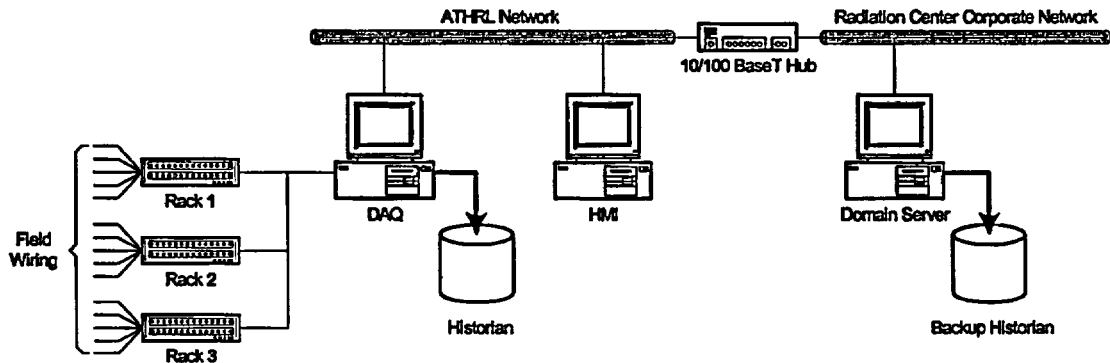 ATHRL Network
Radiation Center Corporate Network
10/100 BaseT Hub
Rack 1
DAQ
HMI
Domain Server
Field
Wiring
Rack 2
Rack 3
Historian
Backup Historian